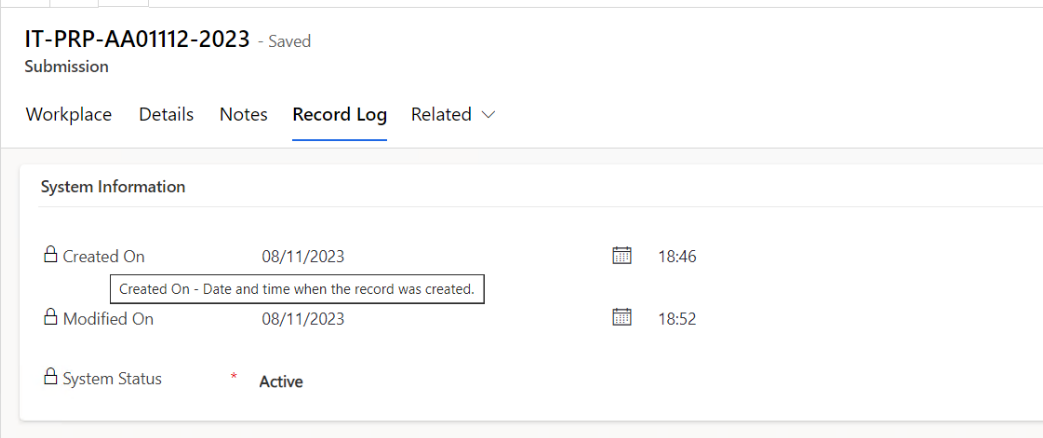 IT-PRP-AA01112-2023 - Saved
Submission
Workplace Details Notes Record Log Related
System Information
Created On 08/11/2023 18:46
Created On - Date and time when the record was created.
Modified On 08/11/2023 18:52
System Status * Active